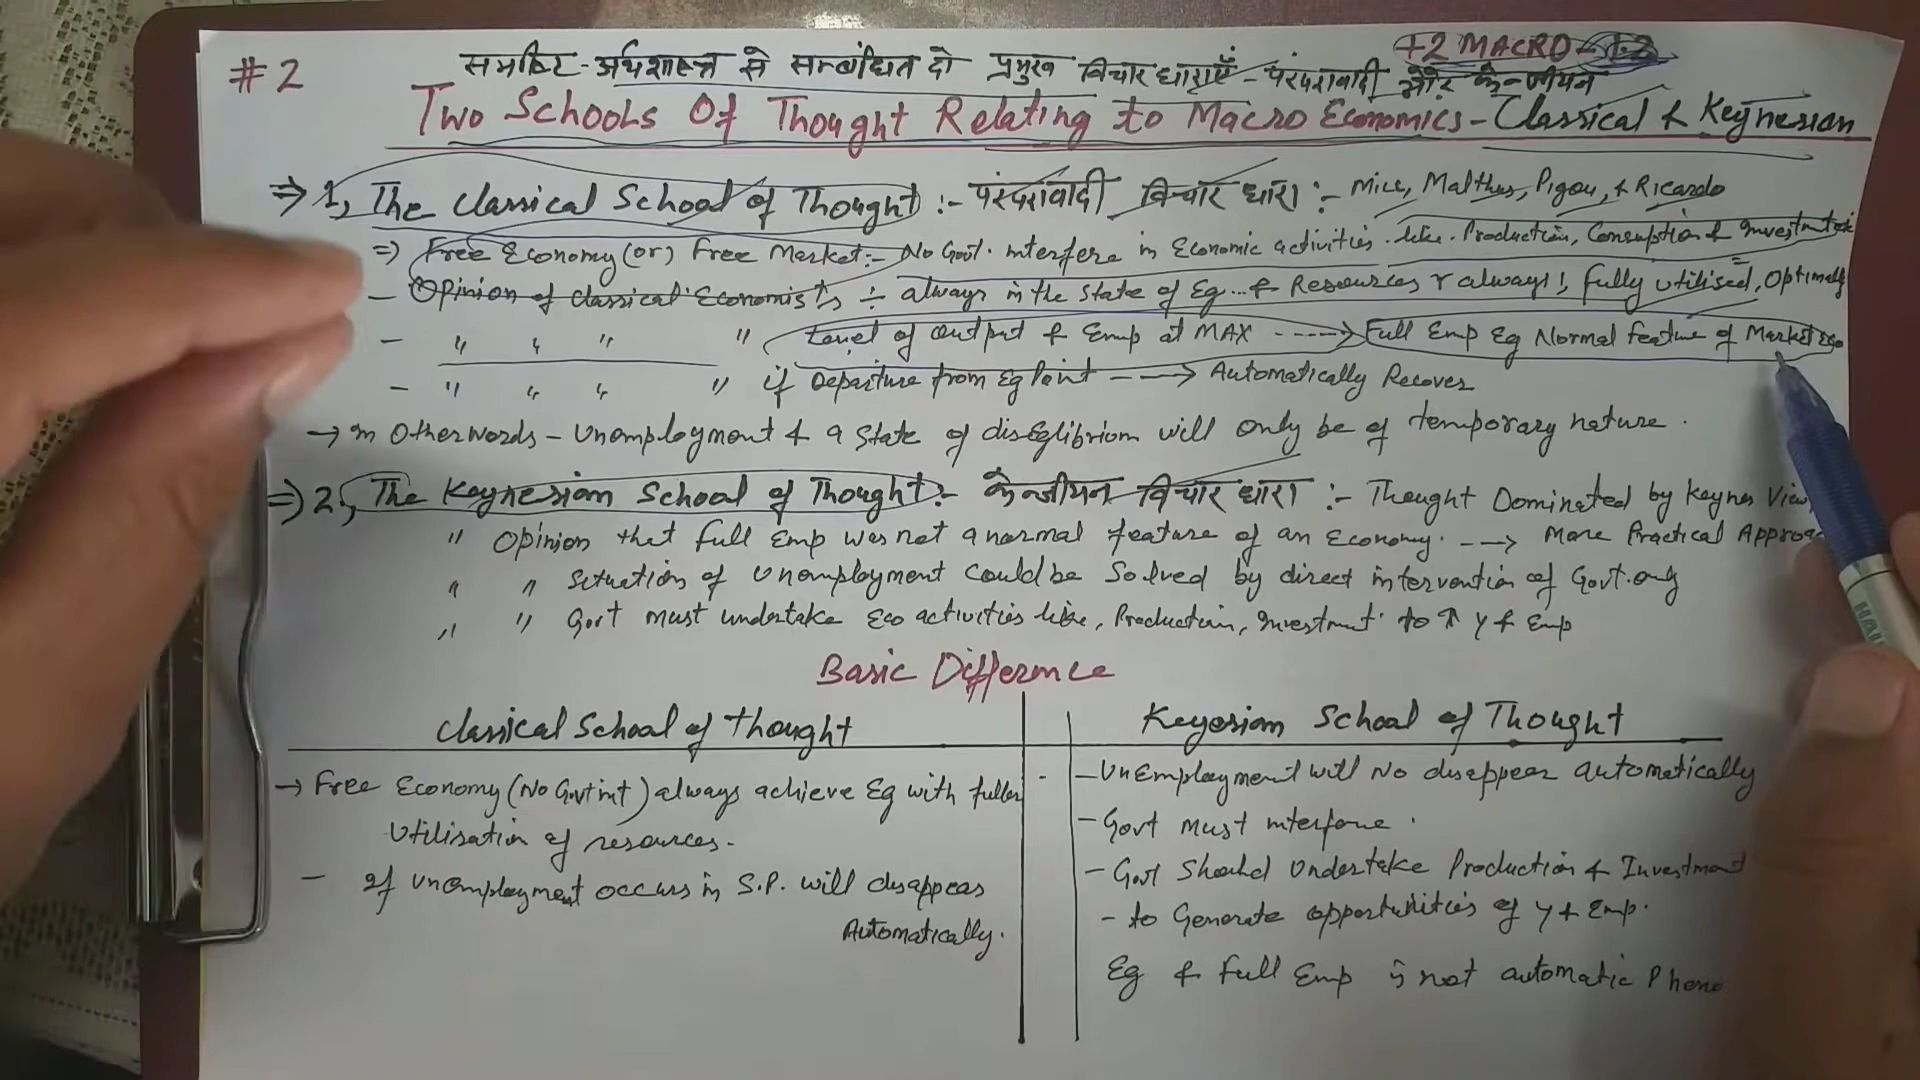 #2
+2 MACRO-1.2
समष्टि-अर्थशास्त्र से सम्बंधित दो प्रमुख विचार धाराएँ - परंपरावादी और केन्जीयन
Two Schools Of Thought Relating to Macro Economics - Classical & Keynesian
⇒ 1, The Classical School of Thought :- परंपरावादी विचार धारा :- Mill, Malthus, Pigou, & Ricardo
⇒ Free Economy (or) Free Market :- No Govt. interfere in Economic activities. like. Production, Consuption & Investment
- Opinion of Classical Economists ÷ always in the State of Eq... & Resources r always fully utilised, Optimally
- " " " " Level of output & Emp at MAX ----> Full Emp Eq Normal feature of Market Eco
- " " " " if Departure from Eq Point ---> Automatically Recover
→ In Otherwords - Unemployment & a State of diseqlibriom will only be of temporary nature.
⇒ 2, The Keynesian School of Thought :- केन्जीयन विचार धारा :- Thought Dominated by Keynes View
" Opinion that full Emp was not a normal feature of an Economy. ---> More Practical Approac
" " Situation of Unemployment could be Solved by direct intervention of Govt. only
" " Govt must undertake Eco activities like, Production, Investment to ↑ Y & Emp
Basic Difference
Classical School of thought
Keyesian School of Thought
→ Free Economy (No Govt int) always achieve Eq with fuller
Utilisation of resources.
- If unemployment occurs in S.P. will disappear
Automatically.
- UnEmployment will No disappear automatically
- Govt Must interfare.
- Govt Should Undertake Production & Investment
- to Generate opportunities of Y & Emp.
Eq & Full Emp is not automatic Pheno